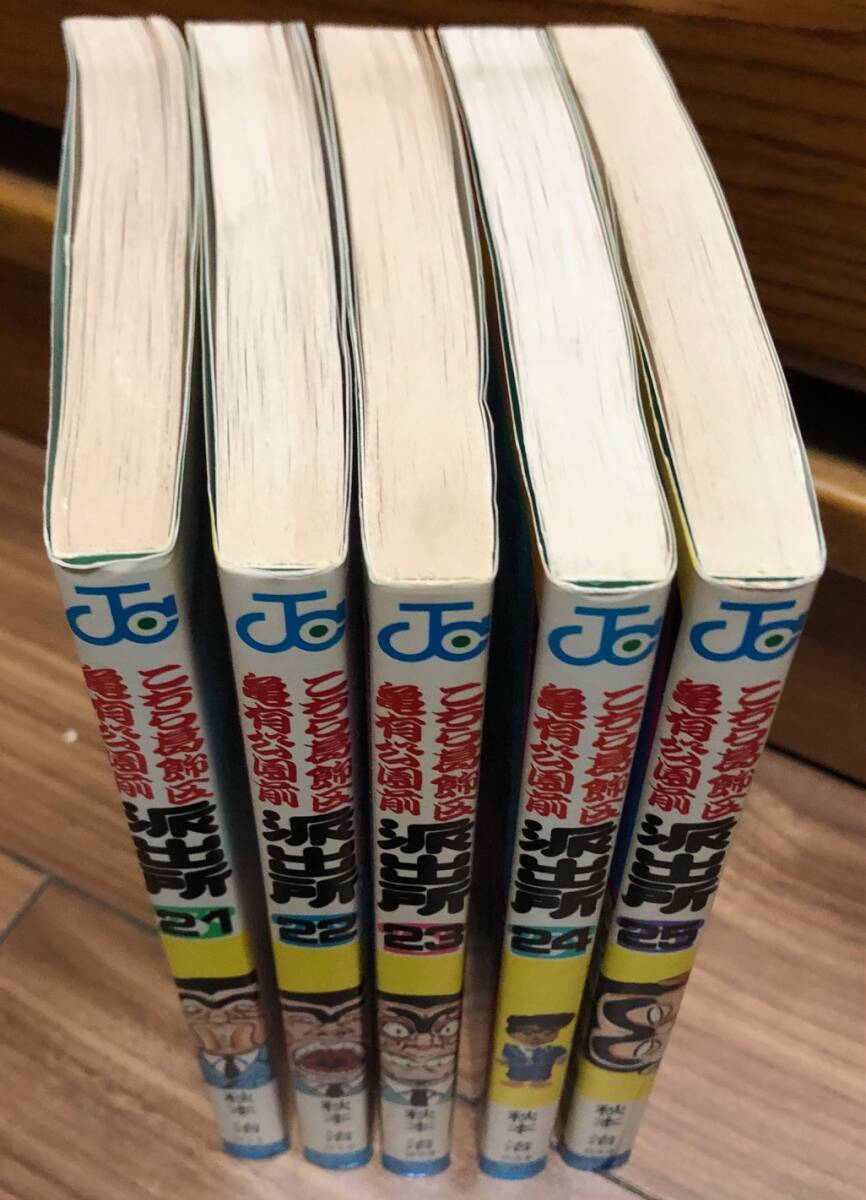 JC
こちら葛飾区
亀有公園前
派出所
21
秋本治
JC
こちら葛飾区
亀有公園前
派出所
22
秋本治
JC
こちら葛飾区
亀有公園前
派出所
23
秋本治
JC
こちら葛飾区
亀有公園前
派出所
24
秋本治
JC
こちら葛飾区
亀有公園前
派出所
25
秋本治